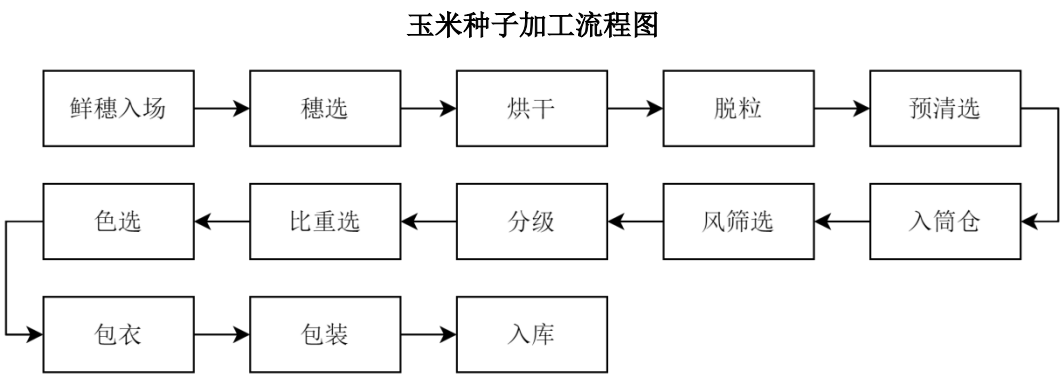 玉米种子加工流程图
鲜穗入场
穗选
烘干
脱粒
预清选
色选
比重选
分级
风筛选
入筒仓
包衣
包装
入库